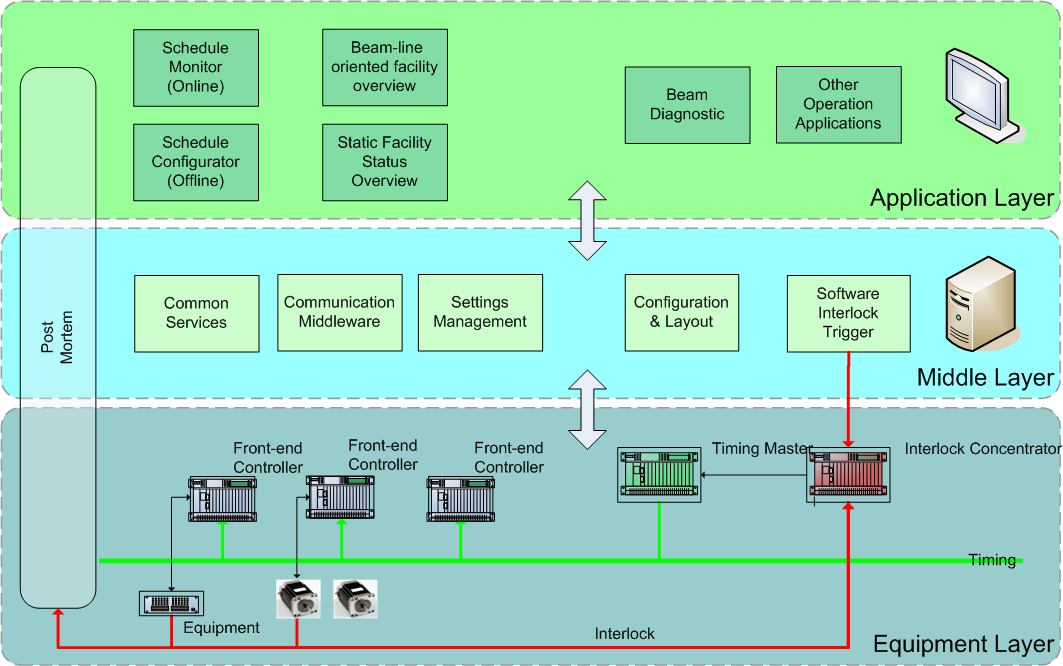 Schedule
Monitor
(Online)
Beam-line
oriented facility
overview
Beam
Diagnostic
Other
Operation
Applications
Schedule
Configurator
(Offline)
Static Facility
Status
Overview
Application Layer
Post
Mortem
Common
Services
Communication
Middleware
Settings
Management
Configuration
& Layout
Software
Interlock
Trigger
Middle Layer
Front-end
Controller
Front-end
Controller
Front-end
Controller
Timing Master
Interlock Concentrator
Timing
Equipment
Interlock
Equipment Layer